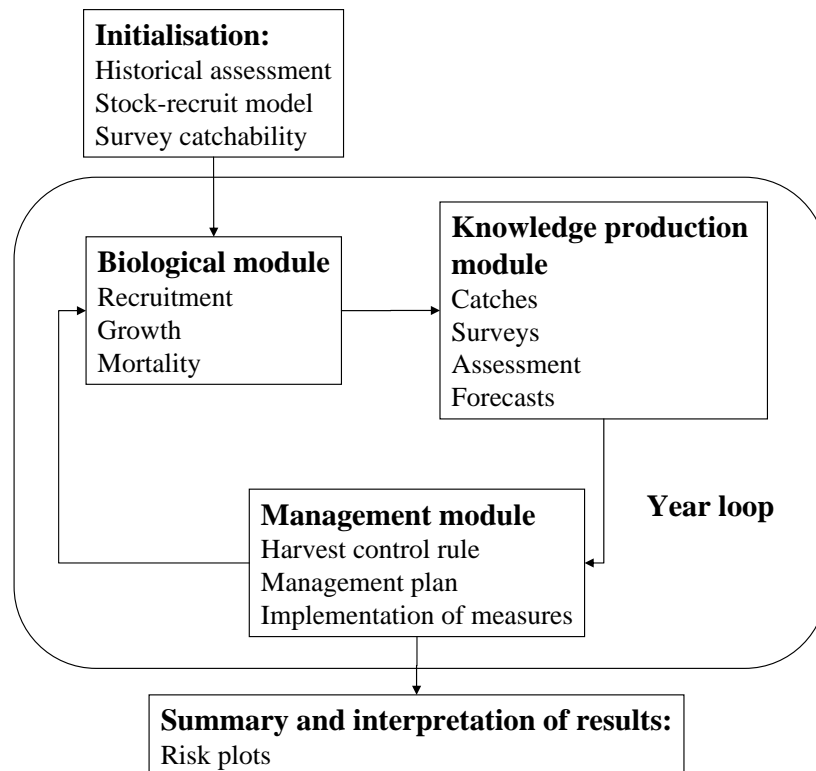 Initialisation:
Historical assessment
Stock-recruit model
Survey catchability
Biological module
Recruitment
Growth
Mortality
Knowledge production
module
Catches
Surveys
Assessment
Forecasts
Year loop
Management module
Harvest control rule
Management plan
Implementation of measures
Summary and interpretation of results:
Risk plots